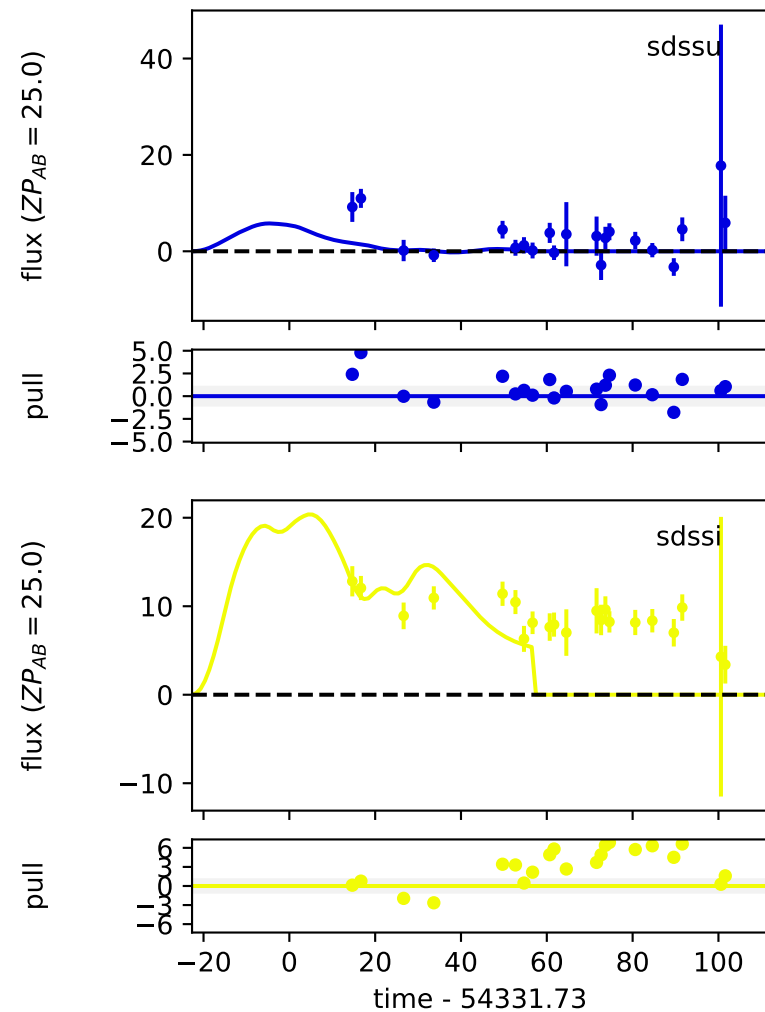 sdssu
flux (ZP_AB = 25.0)
40
20
0
pull
5.0
2.5
0.0
−2.5
−5.0
sdssi
flux (ZP_AB = 25.0)
20
10
0
−10
pull
6
3
0
−3
−6
−20 0 20 40 60 80 100
time - 54331.73